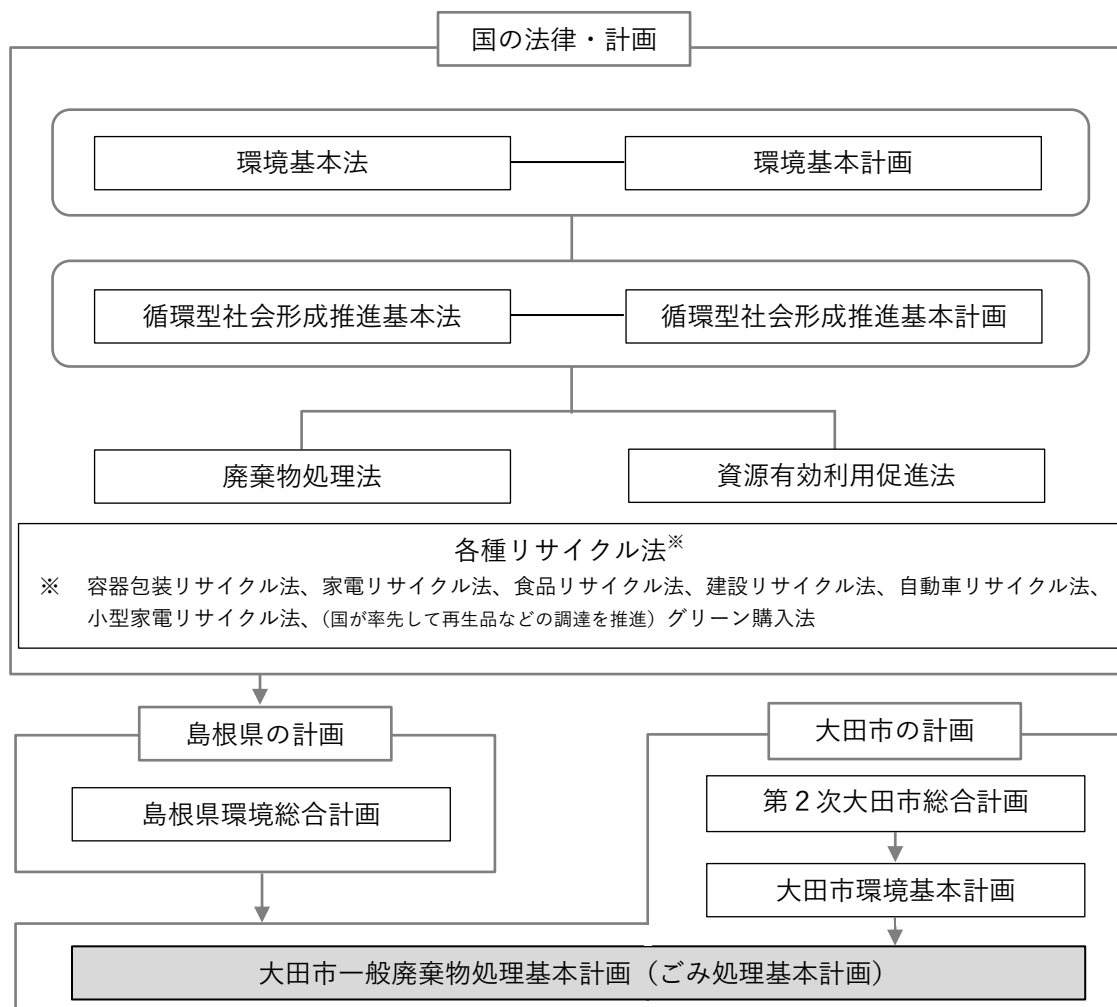 国の法律・計画
環境基本法
環境基本計画
循環型社会形成推進基本法
循環型社会形成推進基本計画
廃棄物処理法
資源有効利用促進法
各種リサイクル法※
※ 容器包装リサイクル法、家電リサイクル法、食品リサイクル法、建設リサイクル法、自動車リサイクル法、
小型家電リサイクル法、(国が率先して再生品などの調達を推進) グリーン購入法
島根県の計画
島根県環境総合計画
大田市の計画
第2次大田市総合計画
大田市環境基本計画
大田市一般廃棄物処理基本計画（ごみ処理基本計画）